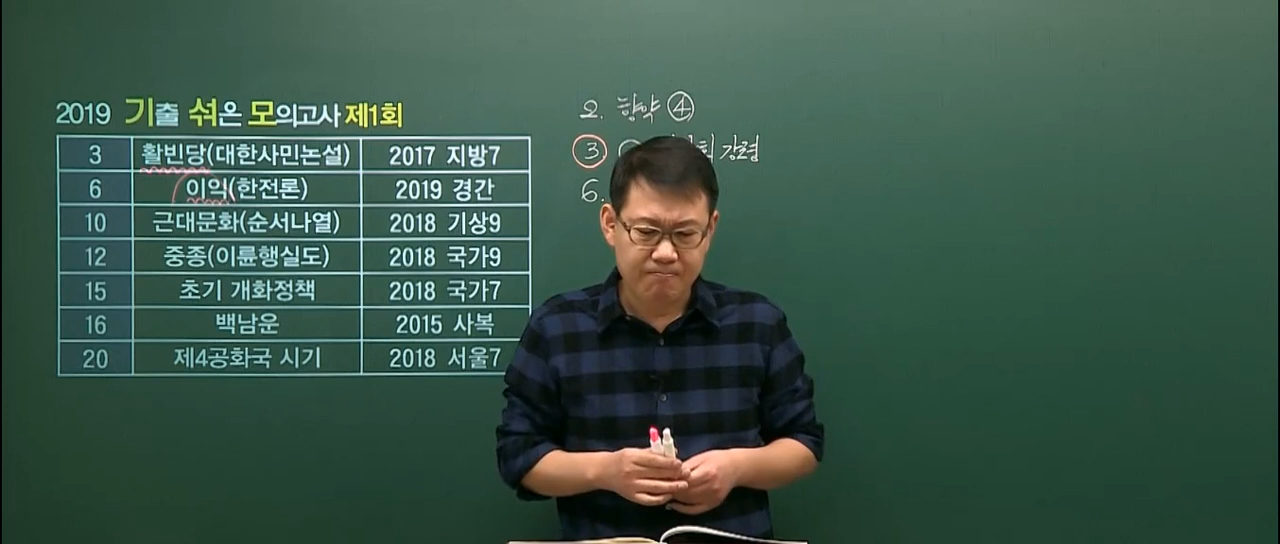 2019 기출 섞은 모의고사 제1회
3 활빈당(대한사민논설) 2017 지방7
6 이익(한전론) 2019 경간
10 근대문화(순서나열) 2018 기상9
12 중종(이륜행실도) 2018 국가9
15 초기 개화정책 2018 국가7
16 백남운 2015 사복
20 제4공화국 시기 2018 서울7
2. 향약 ④
3 회 강령
6.